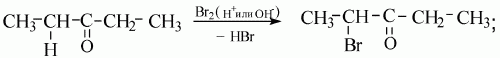 CH₃-CH-C-CH₂-CH₃ Br₂( H⁺или OH⁻) CH₃-CH-C-CH₂-CH₃;
H O - HBr Br O